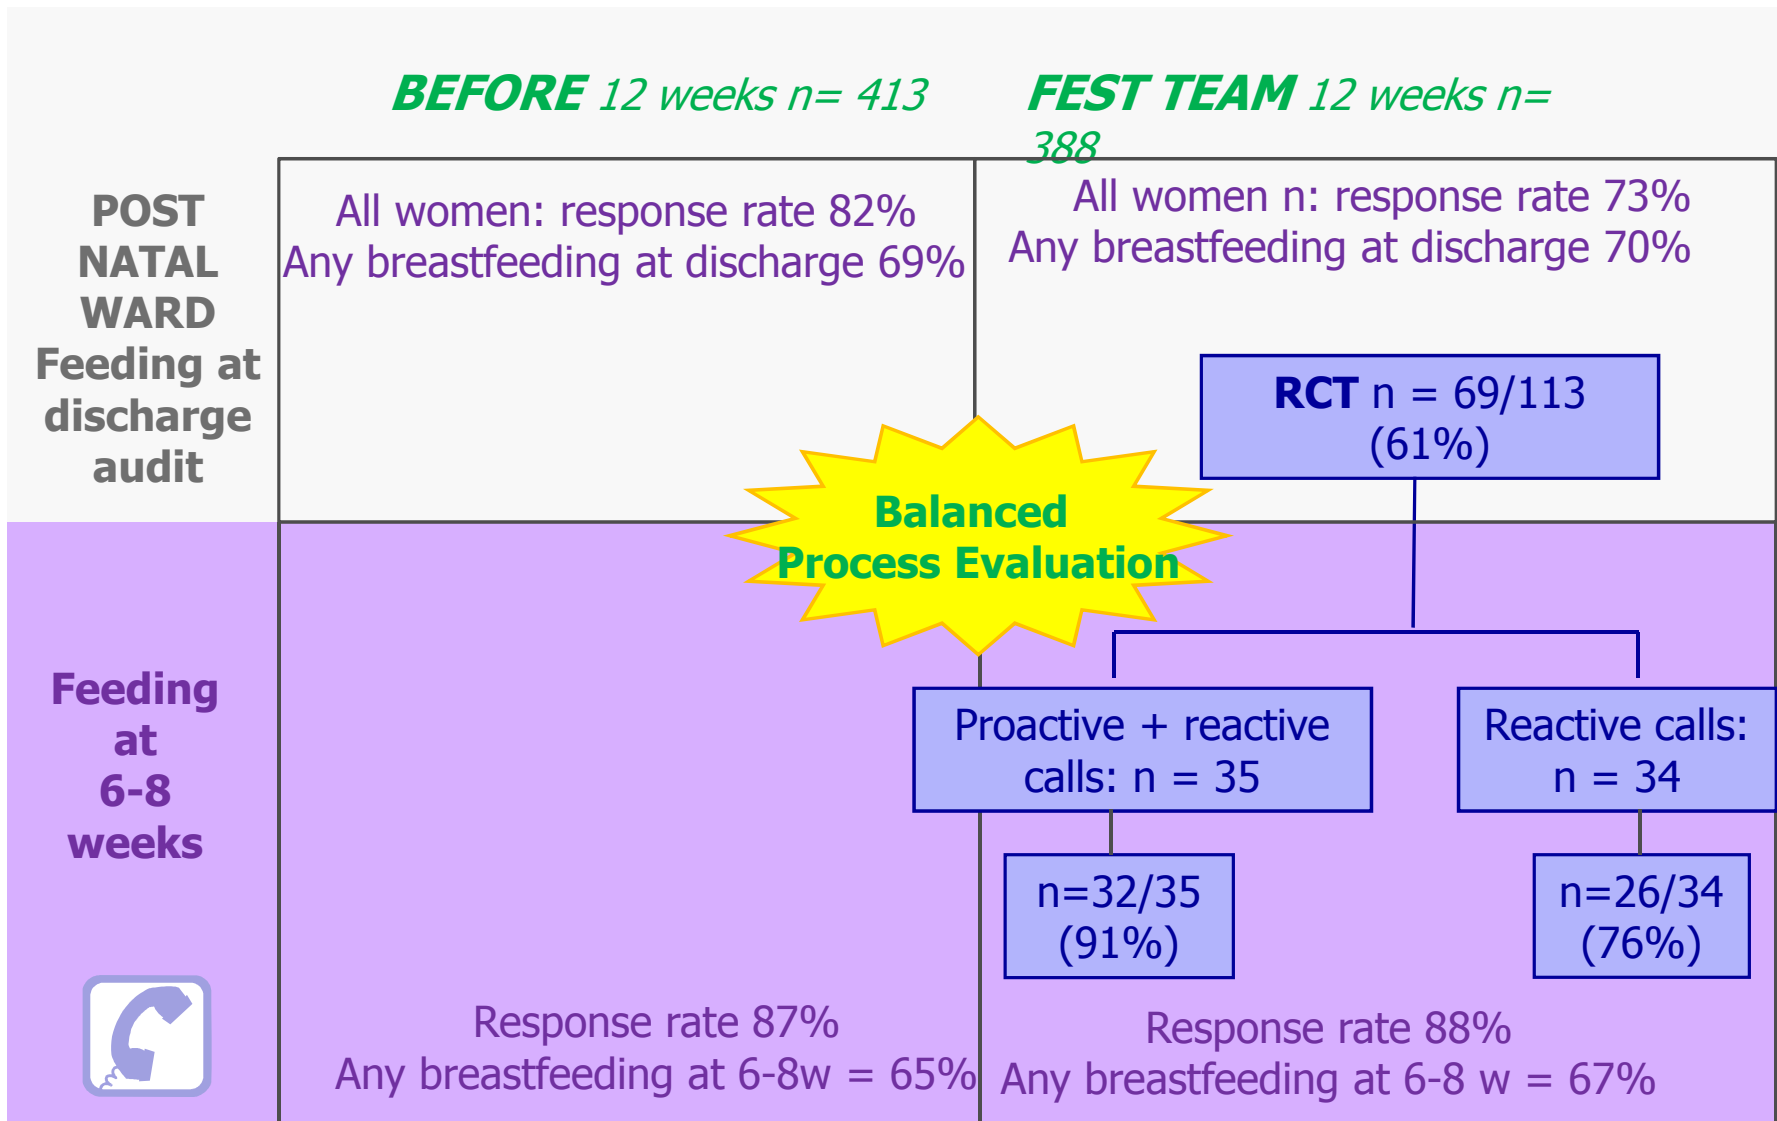 BEFORE 12 weeks n= 413
FEST TEAM 12 weeks n=
388
POST
NATAL
WARD
Feeding at
discharge
audit
All women: response rate 82%
Any breastfeeding at discharge 69%
All women n: response rate 73%
Any breastfeeding at discharge 70%
RCT n = 69/113
(61%)
Balanced
Process Evaluation
Feeding
at
6-8
weeks
Proactive + reactive
calls: n = 35
Reactive calls:
n = 34
n=32/35
(91%)
n=26/34
(76%)
Response rate 87%
Any breastfeeding at 6-8w = 65%
Response rate 88%
Any breastfeeding at 6-8 w = 67%